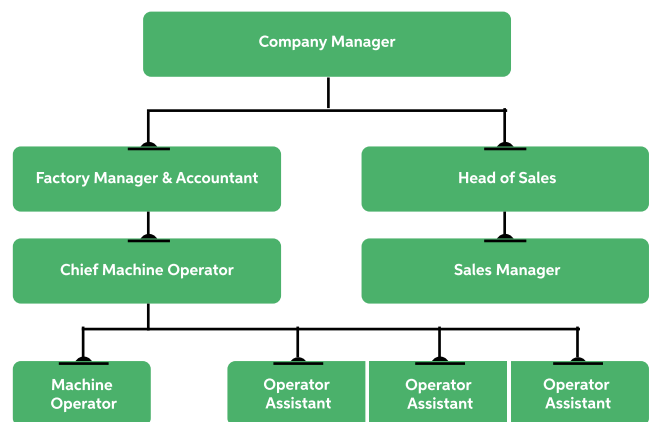 Company Manager
Factory Manager & Accountant
Head of Sales
Chief Machine Operator
Sales Manager
Machine
Operator
Operator
Assistant
Operator
Assistant
Operator
Assistant